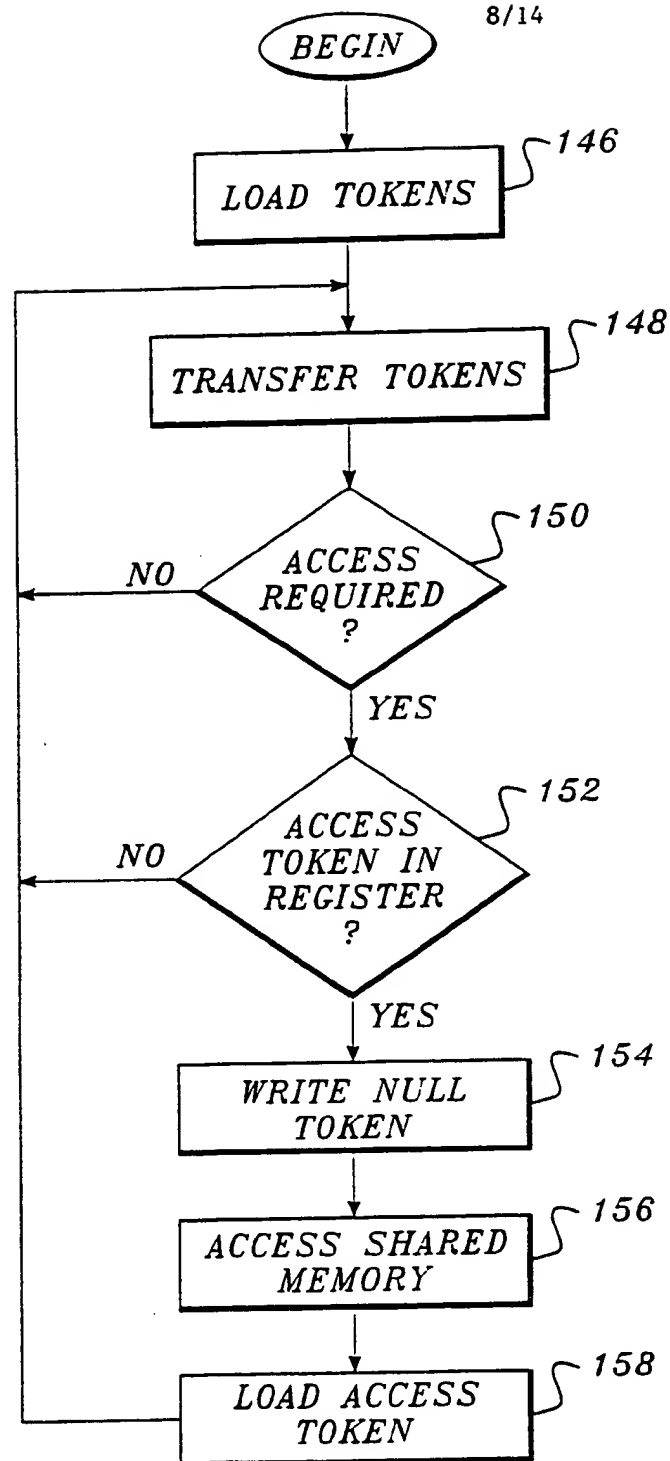 8/14
BEGIN
146
LOAD TOKENS
148
TRANSFER TOKENS
150
ACCESS
REQUIRED
?
NO
YES
152
ACCESS
TOKEN IN
REGISTER
?
NO
YES
154
WRITE NULL
TOKEN
156
ACCESS SHARED
MEMORY
158
LOAD ACCESS
TOKEN